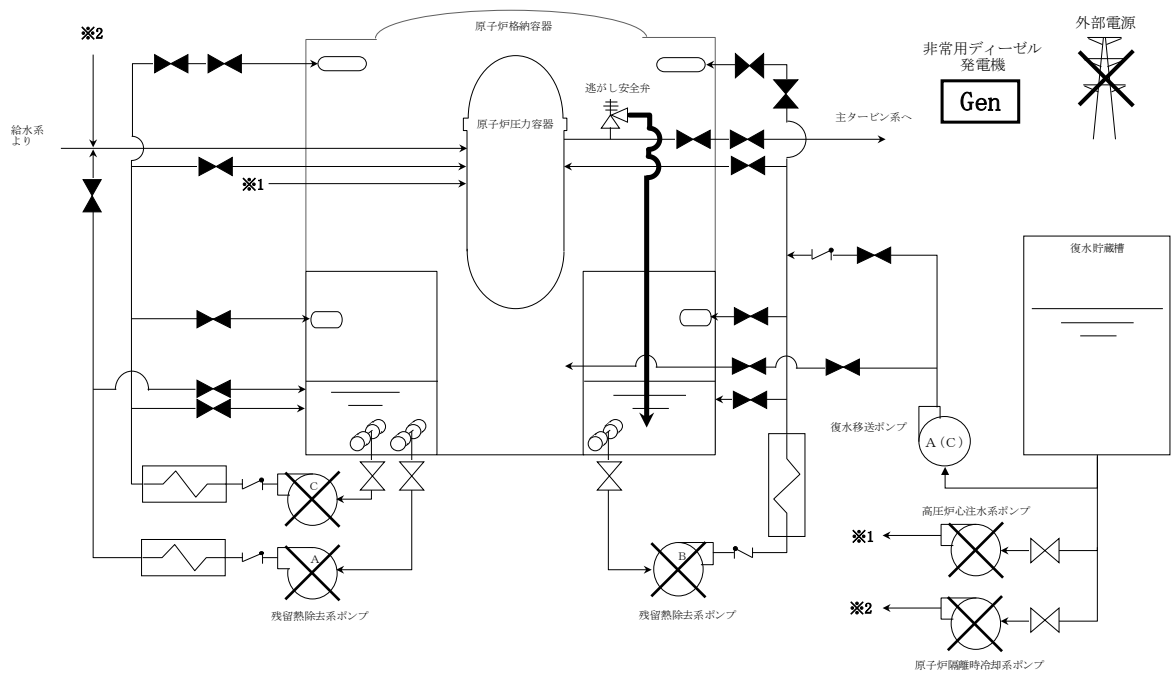 ※2
原子炉格納容器
外部電源
非常用ディーゼル
発電機
Gen
逃がし安全弁
給水系
より
原子炉圧力容器
主タービン系へ
※1
復水貯蔵槽
復水移送ポンプ
A（C）
C
高圧炉心注水系ポンプ
※1
A
B
残留熱除去系ポンプ
残留熱除去系ポンプ
※2
原子炉隔離時冷却系ポンプ